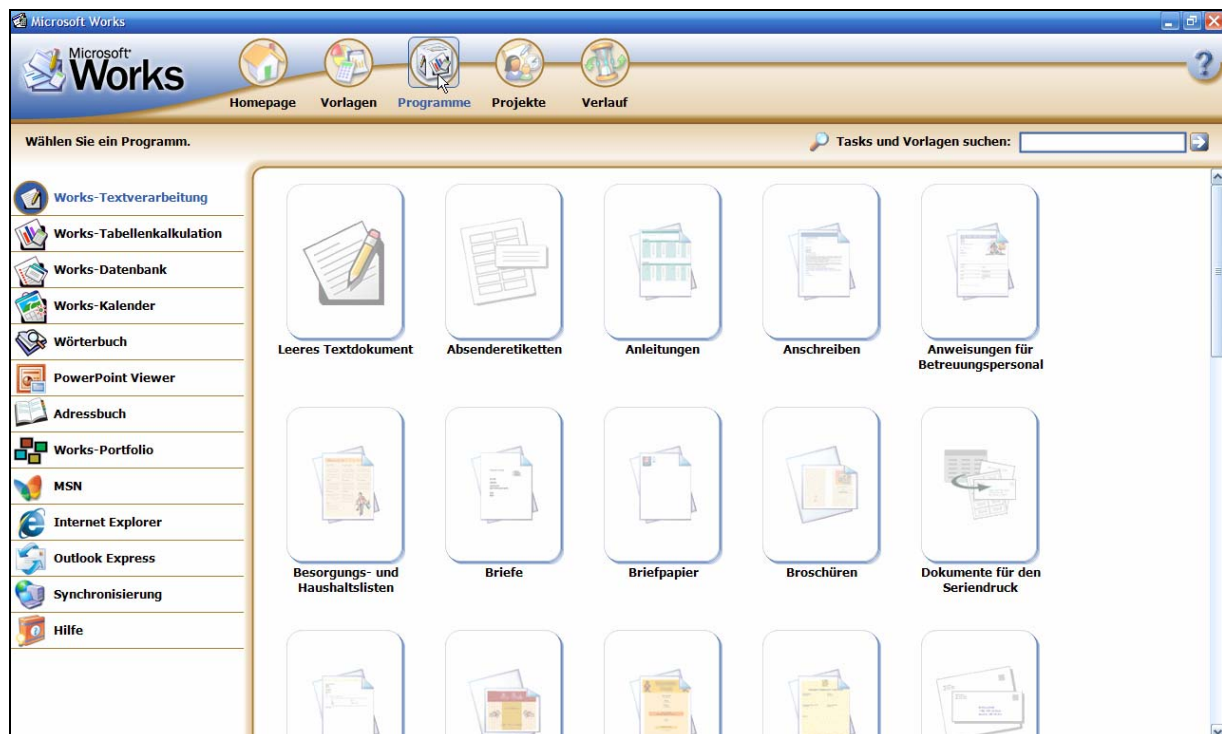 Microsoft Works
Microsoft®
Works
Homepage
Vorlagen
Programme
Projekte
Verlauf
?
Wählen Sie ein Programm.
Tasks und Vorlagen suchen:
Works-Textverarbeitung
Works-Tabellenkalkulation
Works-Datenbank
Works-Kalender
Wörterbuch
PowerPoint Viewer
Adressbuch
Works-Portfolio
MSN
Internet Explorer
Outlook Express
Synchronisierung
Hilfe
Leeres Textdokument
Absenderetiketten
Anleitungen
Anschreiben
Anweisungen für
Betreuungspersonal
Besorgungs- und
Haushaltslisten
Briefe
Briefpapier
Broschüren
Dokumente für den
Seriendruck